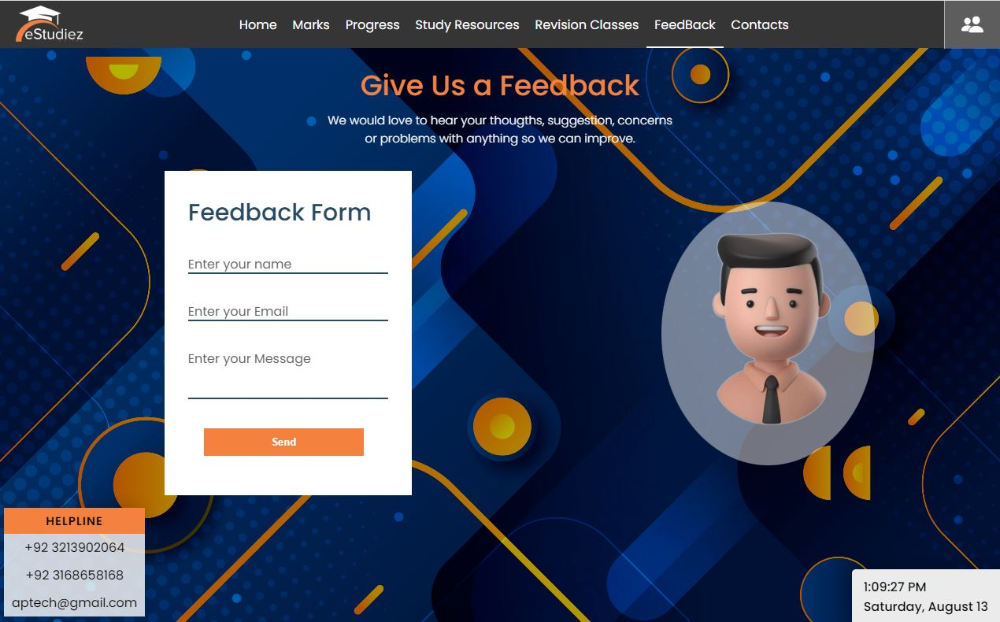 eStudiez
Home Marks Progress Study Resources Revision Classes FeedBack Contacts
Give Us a Feedback
We would love to hear your thougths, suggestion, concerns
or problems with anything so we can improve.
Feedback Form
Enter your name
Enter your Email
Enter your Message
Send
HELPLINE
+92 3213902064
+92 3168658168
aptech@gmail.com
1:09:27 PM
Saturday, August 13